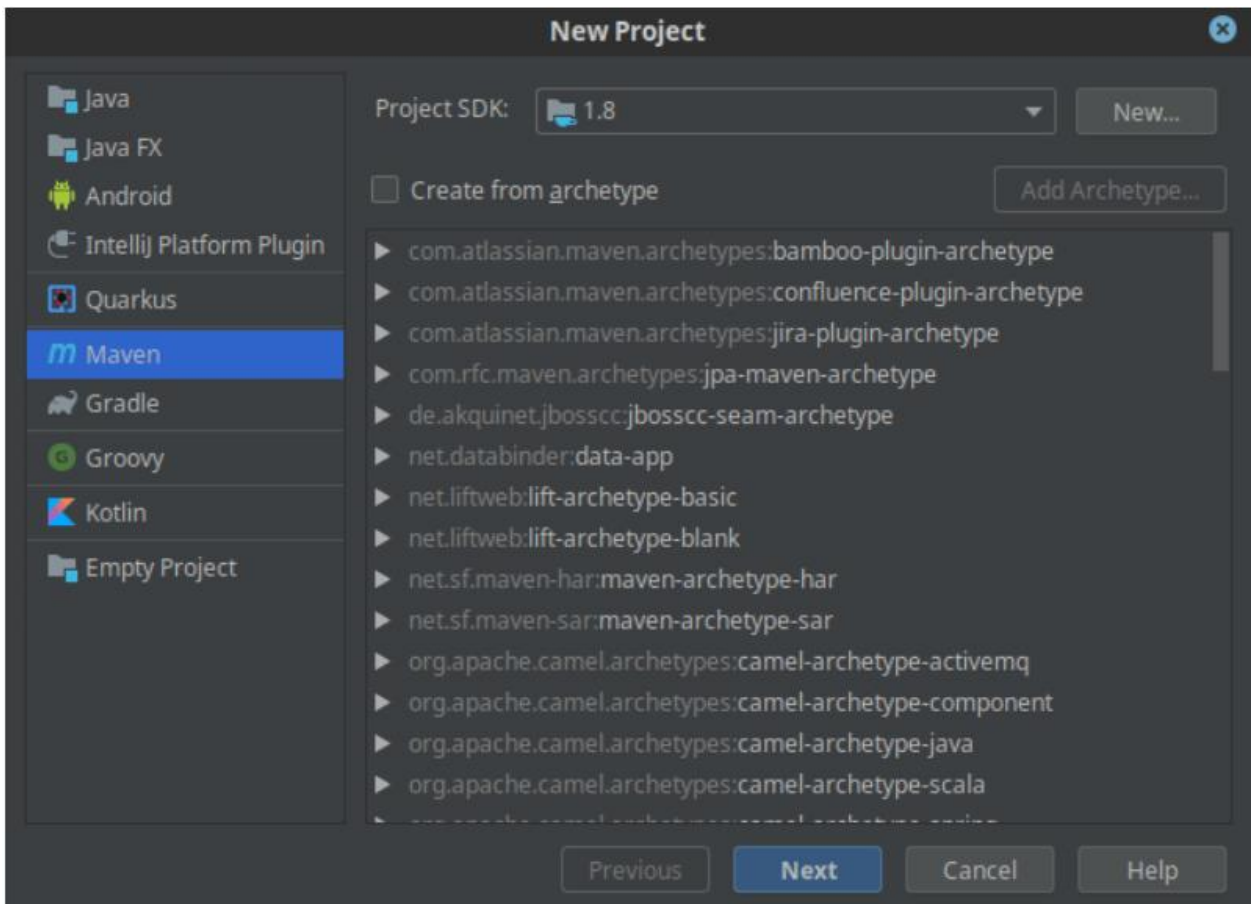 New Project
Java
Java FX
Android
IntelliJ Platform Plugin
Quarkus
Maven
Gradle
Groovy
Kotlin
Empty Project
Project SDK: 1.8 New...
Create from archetype Add Archetype...
com.atlassian.maven.archetypes:bamboo-plugin-archetype
com.atlassian.maven.archetypes:confluence-plugin-archetype
com.atlassian.maven.archetypes:jira-plugin-archetype
com.rfc.maven.archetypes:jpa-maven-archetype
de.akquinet.jbosscc:jbosscc-seam-archetype
net.databinder:data-app
net.liftweb:lift-archetype-basic
net.liftweb:lift-archetype-blank
net.sf.maven-har:maven-archetype-har
net.sf.maven-sar:maven-archetype-sar
org.apache.camel.archetypes:camel-archetype-activemq
org.apache.camel.archetypes:camel-archetype-component
org.apache.camel.archetypes:camel-archetype-java
org.apache.camel.archetypes:camel-archetype-scala
Previous Next Cancel Help